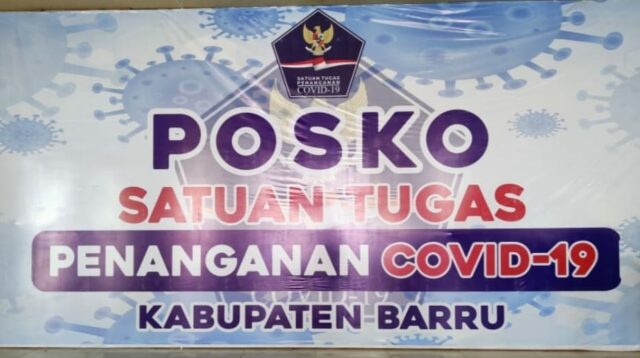 SATUAN TUGAS
PENANGANAN
COVID-19
POSKO
SATUAN TUGAS
PENANGANAN COVID-19
KABUPATEN BARRU